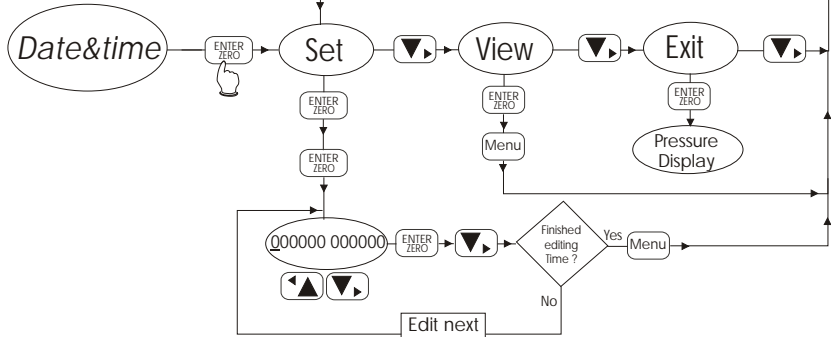 Date&time
ENTER
ZERO
Set
View
Exit
ENTER
ZERO
ENTER
ZERO
ENTER
ZERO
Menu
Pressure
Display
ENTER
ZERO
000000 000000
ENTER
ZERO
Finished
editing
Time ?
Yes
Menu
No
Edit next